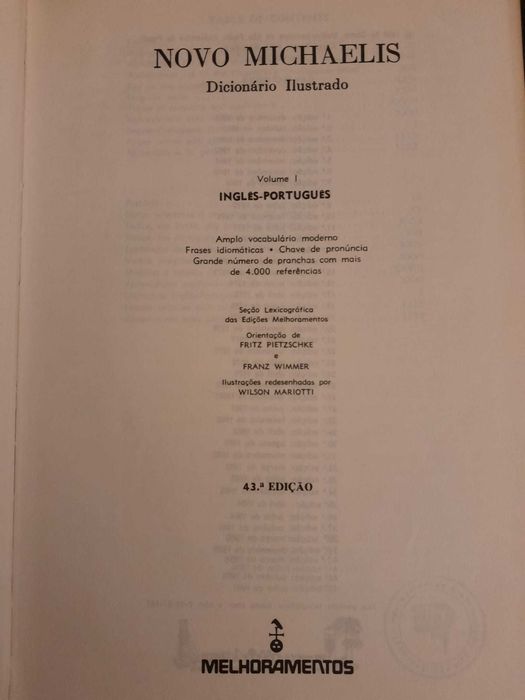 NOVO MICHAELIS
Dicionário Ilustrado
Volume I
INGLÊS-PORTUGUÊS
Amplo vocabulário moderno
Frases idiomáticas • Chave de pronúncia
Grande número de pranchas com mais
de 4.000 referências
Seção Lexicográfica
das Edições Melhoramentos
Orientação de
FRITZ PIETZSCHKE
e
FRANZ WIMMER
Ilustrações redesenhadas por
WILSON MARIOTTI
43.ª EDIÇÃO
MELHORAMENTOS